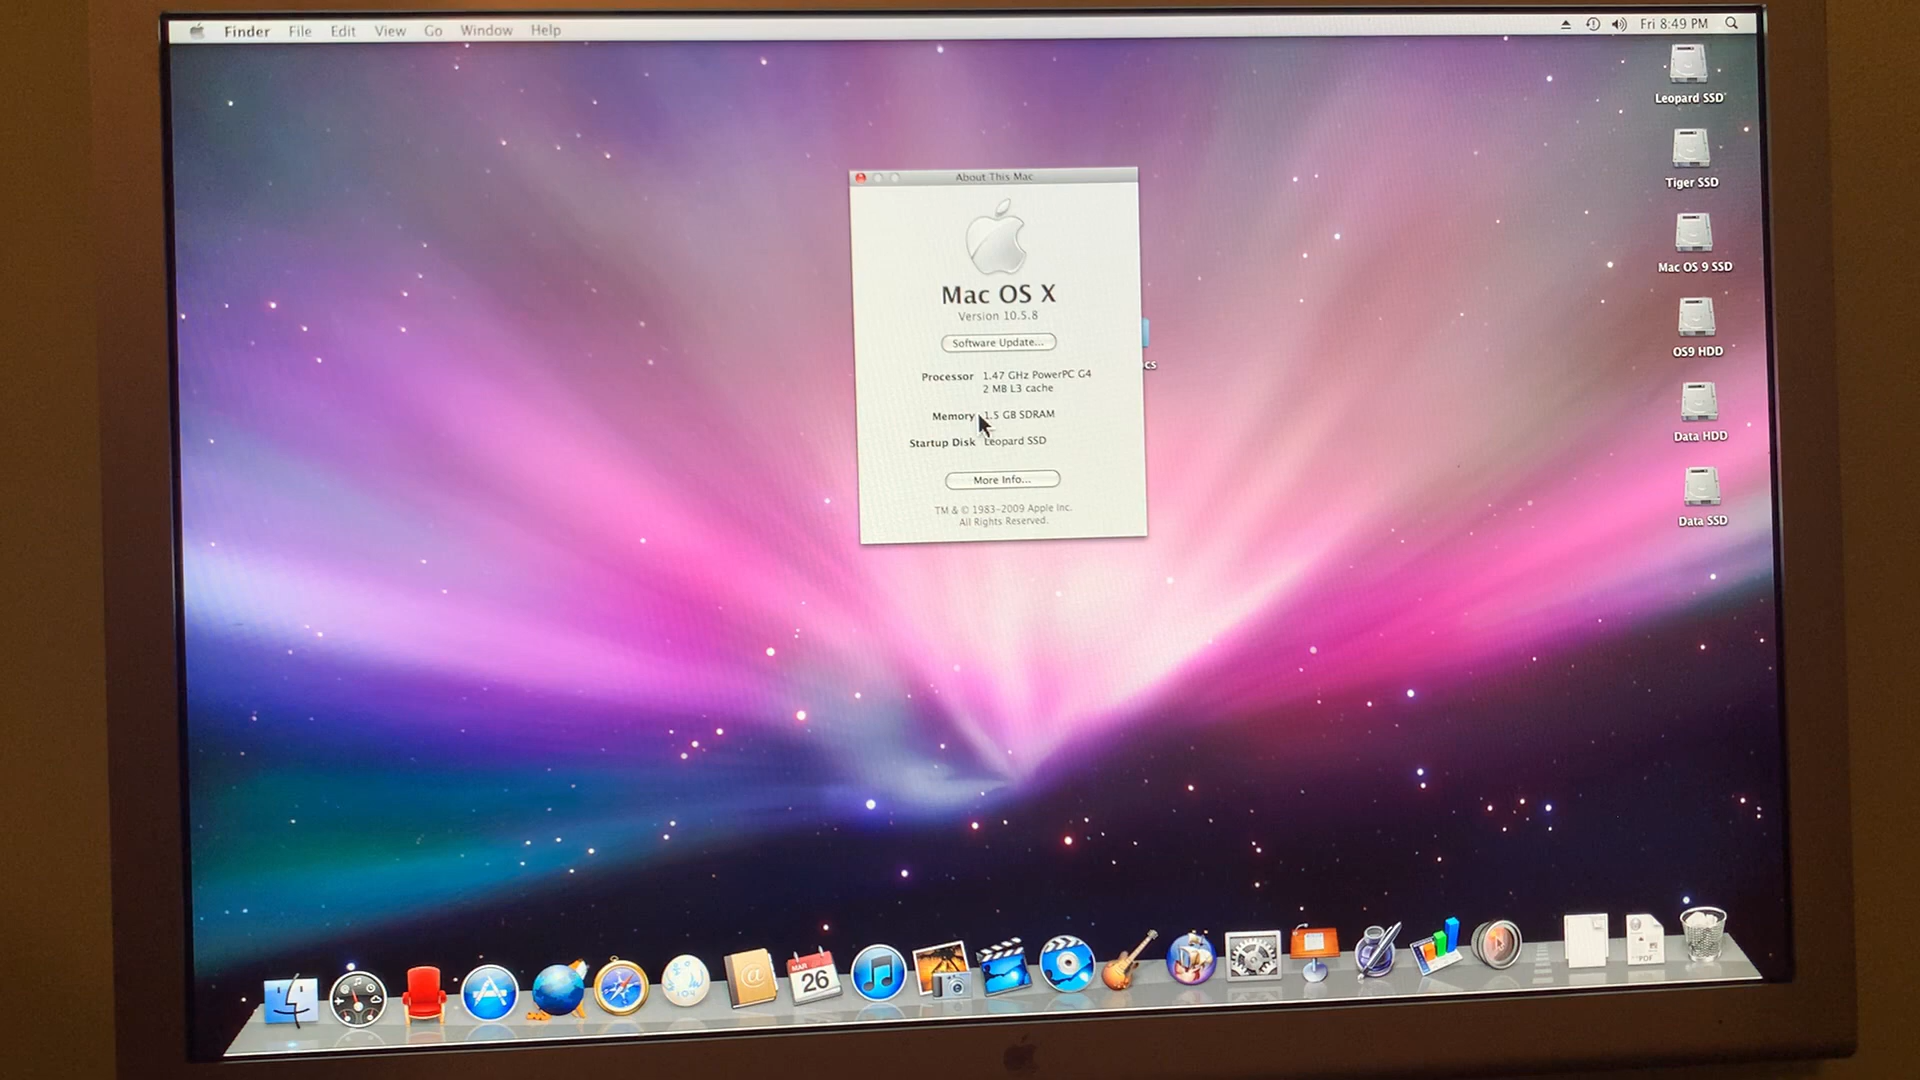 Finder File Edit View Go Window Help
Fri 8:49 PM
Leopard SSD
Tiger SSD
Mac OS 9 SSD
OS9 HDD
Data HDD
Data SSD
About This Mac
Mac OS X
Version 10.5.8
Software Update...
Processor 1.47 GHz PowerPC G4
2 MB L3 cache
Memory 1.5 GB SDRAM
Startup Disk Leopard SSD
More Info...
TM & © 1983-2009 Apple Inc.
All Rights Reserved.
cs
MAR
26
PDF